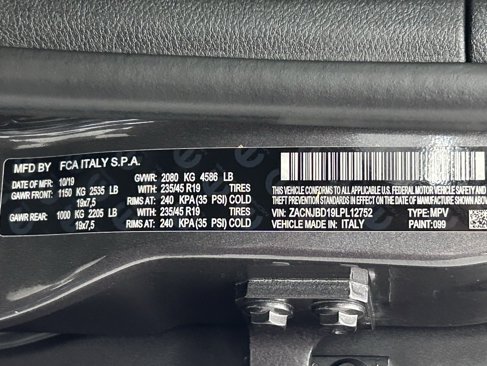 MFD BY FCA ITALY S.P.A.
DATE OF MFR: 10/19 GVWR: 2080 KG 4586 LB
GAWR FRONT: 1150 KG 2535 LB WITH: 235/45 R19 TIRES
19x7,5 RIMS AT: 240 KPA (35 PSI) COLD
GAWR REAR: 1000 KG 2205 LB WITH: 235/45 R19 TIRES
19x7,5 RIMS AT: 240 KPA (35 PSI) COLD
THIS VEHICLE CONFORMS TO ALL APPLICABLE U.S. FEDERAL MOTOR VEHICLE SAFETY AND
THEFT PREVENTION STANDARDS IN EFFECT ON THE DATE OF MANUFACTURE SHOWN ABOVE
VIN: ZACNJBD19LPL12752 TYPE: MPV
VEHICLE MADE IN: ITALY PAINT: 099